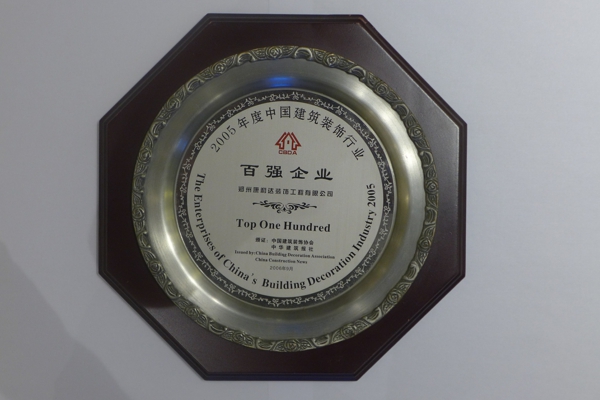 2005年度中国建筑装饰行业
CBDA
百强企业
Top One Hundred
The Enterprises of China's Building Decoration Industry 2005
颁证：中国建筑装饰协会
中华建筑报社
Issued by:China Building Decoration Association
China Construction News